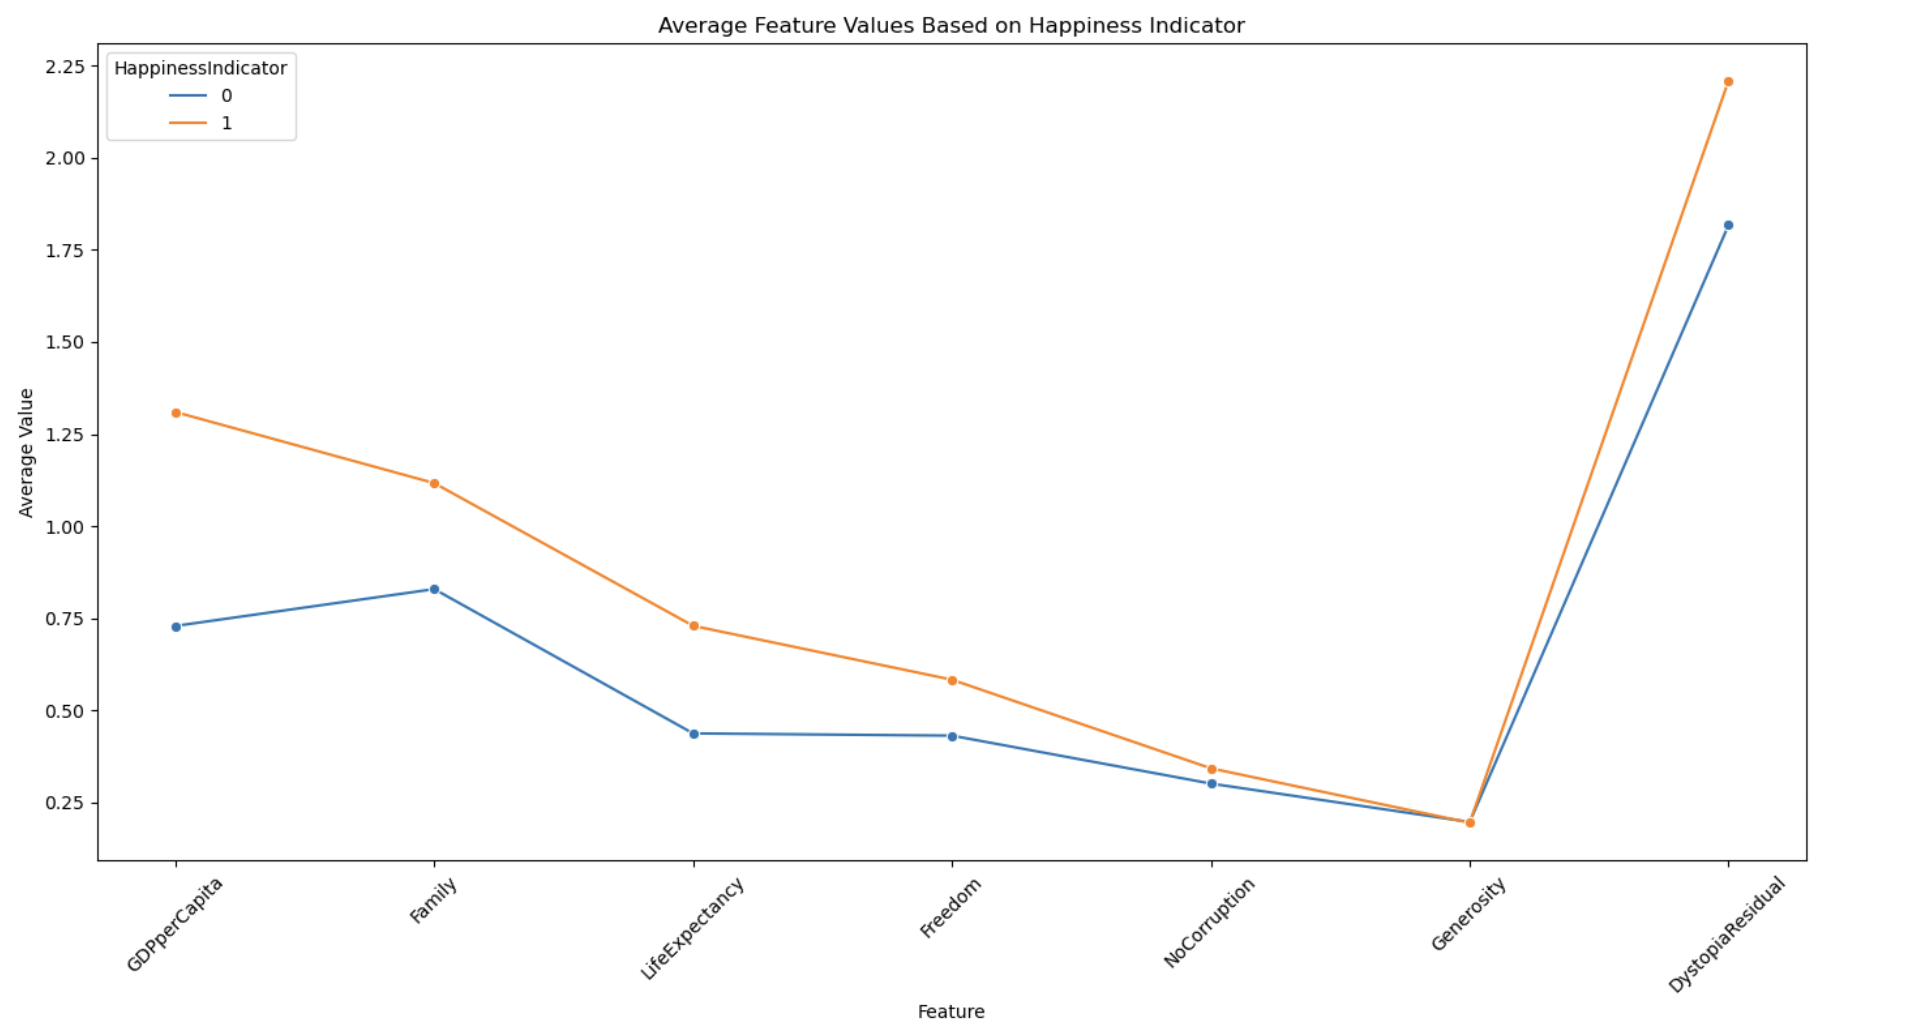 Average Feature Values Based on Happiness Indicator
HappinessIndicator
0
1
2.25
2.00
1.75
1.50
1.25
1.00
0.75
0.50
0.25
Average Value
GDPperCapita
Family
LifeExpectancy
Freedom
NoCorruption
Generosity
DystopiaResidual
Feature